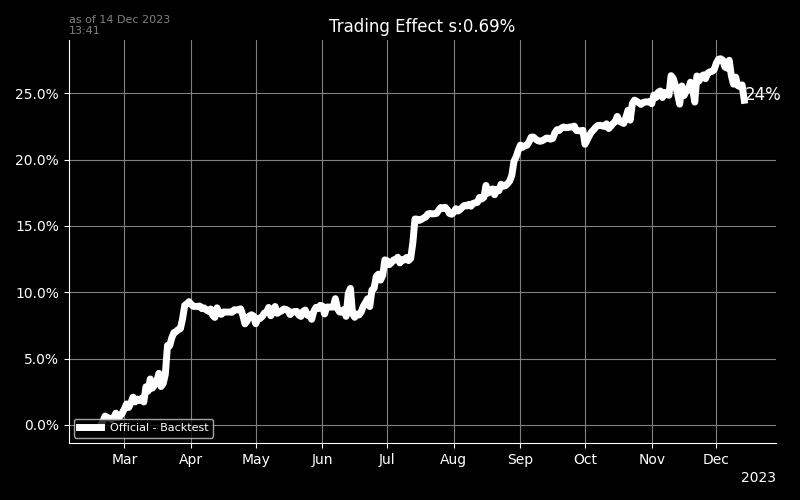 as of 14 Dec 2023
13:41
Trading Effect s:0.69%
25.0%
24%
20.0%
15.0%
10.0%
5.0%
0.0%
Official - Backtest
Mar Apr May Jun Jul Aug Sep Oct Nov Dec
2023